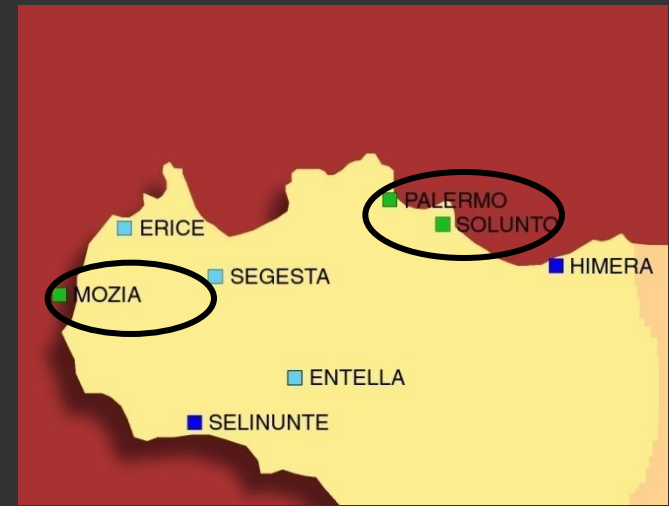 PALERMO
SOLUNTO
ERICE
HIMERA
SEGESTA
MOZIA
ENTELLA
SELINUNTE